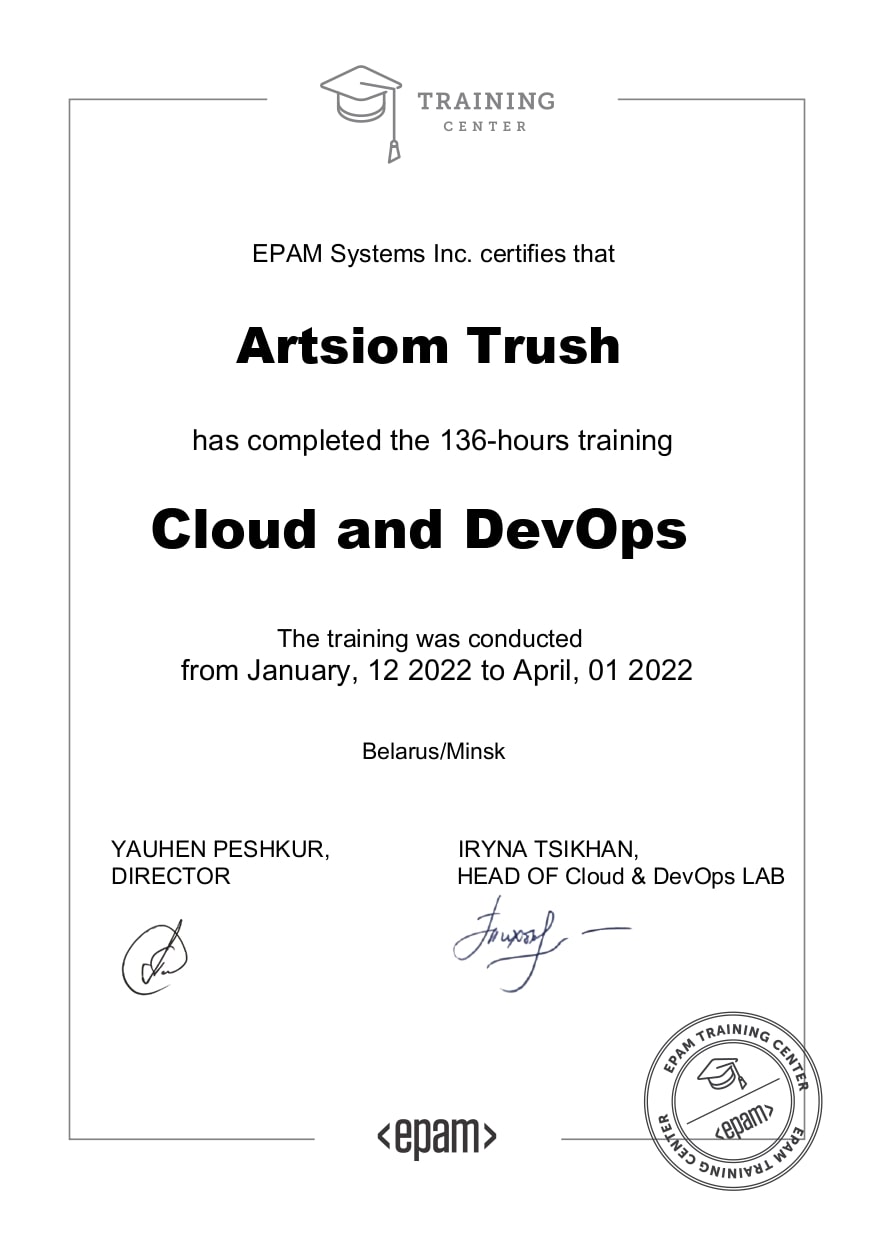 TRAINING
CENTER
EPAM Systems Inc. certifies that
Artsiom Trush
has completed the 136-hours training
Cloud and DevOps
The training was conducted
from January, 12 2022 to April, 01 2022
Belarus/Minsk
YAUHEN PESHKUR,
DIRECTOR
IRYNA TSIKHAN,
HEAD OF Cloud & DevOps LAB
EPAM TRAINING CENTER
<epam>
EPAM TRAINING CENTER
<epam>